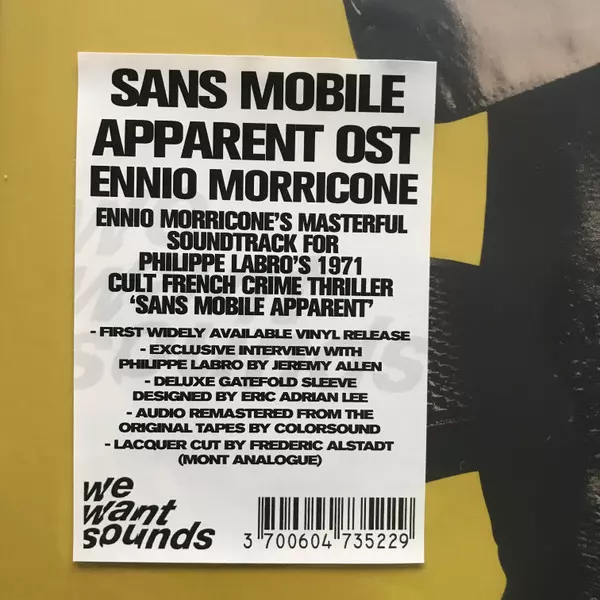 SANS MOBILE
APPARENT OST
ENNIO MORRICONE
ENNIO MORRICONE'S MASTERFUL
SOUNDTRACK FOR
PHILIPPE LABRO'S 1971
CULT FRENCH CRIME THRILLER
'SANS MOBILE APPARENT'
- FIRST WIDELY AVAILABLE VINYL RELEASE
- EXCLUSIVE INTERVIEW WITH
PHILIPPE LABRO BY JEREMY ALLEN
- DELUXE GATEFOLD SLEEVE
DESIGNED BY ERIC ADRIAN LEE
- AUDIO REMASTERED FROM THE
ORIGINAL TAPES BY COLORSOUND
- LACQUER CUT BY FREDERIC ALSTADT
(MONT ANALOGUE)
we
want
sounds
3 700604 735229